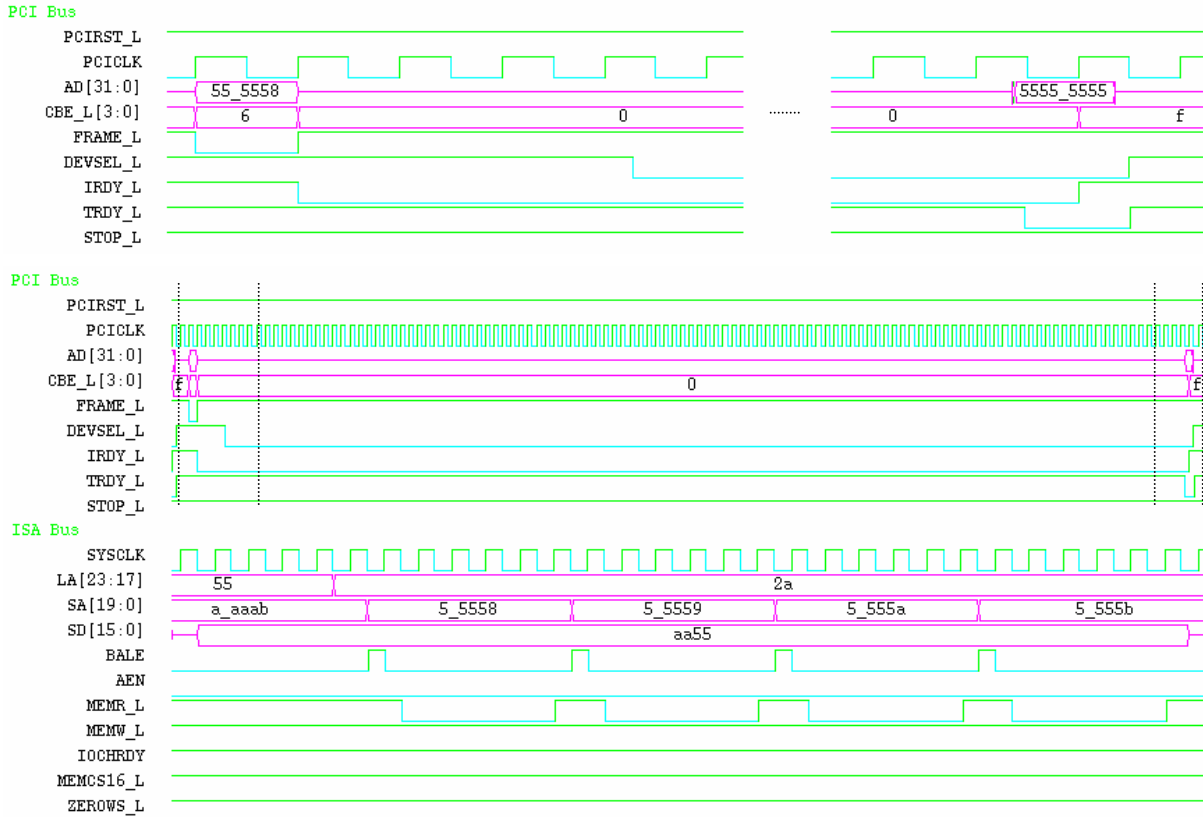 PCI Bus
PCIRST_L
PCICLK
AD[31:0] 55_5558 5555_5555
CBE_L[3:0] 6 0 ........ 0 f
FRAME_L
DEVSEL_L
IRDY_L
TRDY_L
STOP_L
PCI Bus
PCIRST_L
PCICLK
AD[31:0]
CBE_L[3:0] f 0 f
FRAME_L
DEVSEL_L
IRDY_L
TRDY_L
STOP_L
ISA Bus
SYSCLK
LA[23:17] 55 2a
SA[19:0] a_aaab 5_5558 5_5559 5_555a 5_555b
SD[15:0] aa55
BALE
AEN
MEMR_L
MEMW_L
IOCHRDY
MEMCS16_L
ZEROWS_L